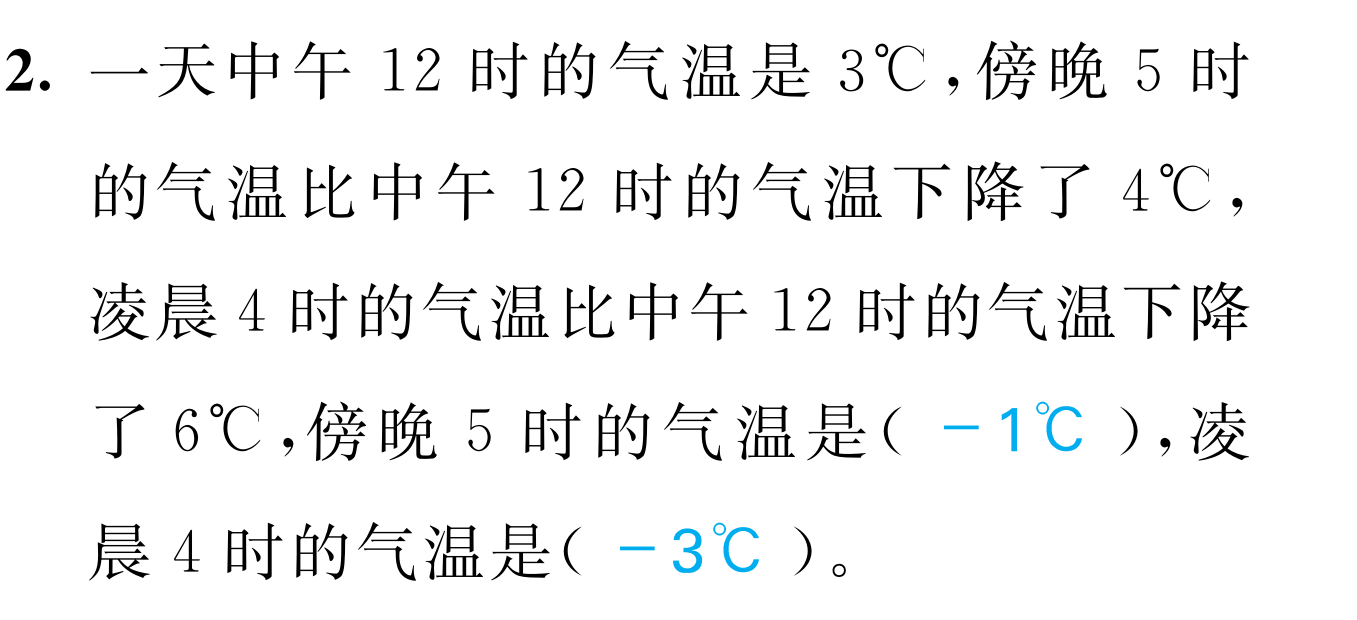 2. 一天中午 12 时的气温是 3℃,傍晚 5 时
的气温比中午 12 时的气温下降了 4℃,
凌晨 4 时的气温比中午 12 时的气温下降
了 6℃,傍晚 5 时的气温是( -1℃ ),凌
晨 4 时的气温是( -3℃ )。